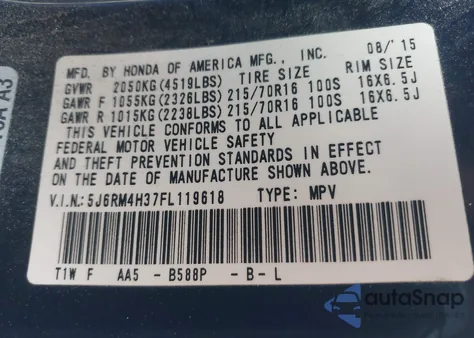 MFD. BY HONDA OF AMERICA MFG., INC. 08/'15
GVWR 2050KG(4519LBS) TIRE SIZE RIM SIZE
GAWR F 1055KG(2326LBS) 215/70R16 100S 16X6.5J
GAWR R 1015KG(2238LBS) 215/70R16 100S 16X6.5J
THIS VEHICLE CONFORMS TO ALL APPLICABLE
FEDERAL MOTOR VEHICLE SAFETY
AND THEFT PREVENTION STANDARDS IN EFFECT
ON THE DATE OF MANUFACTURE SHOWN ABOVE.
V.I.N.:5J6RM4H37FL119618 TYPE: MPV
T1W F AA5 -B588P -B-L
autoSnap